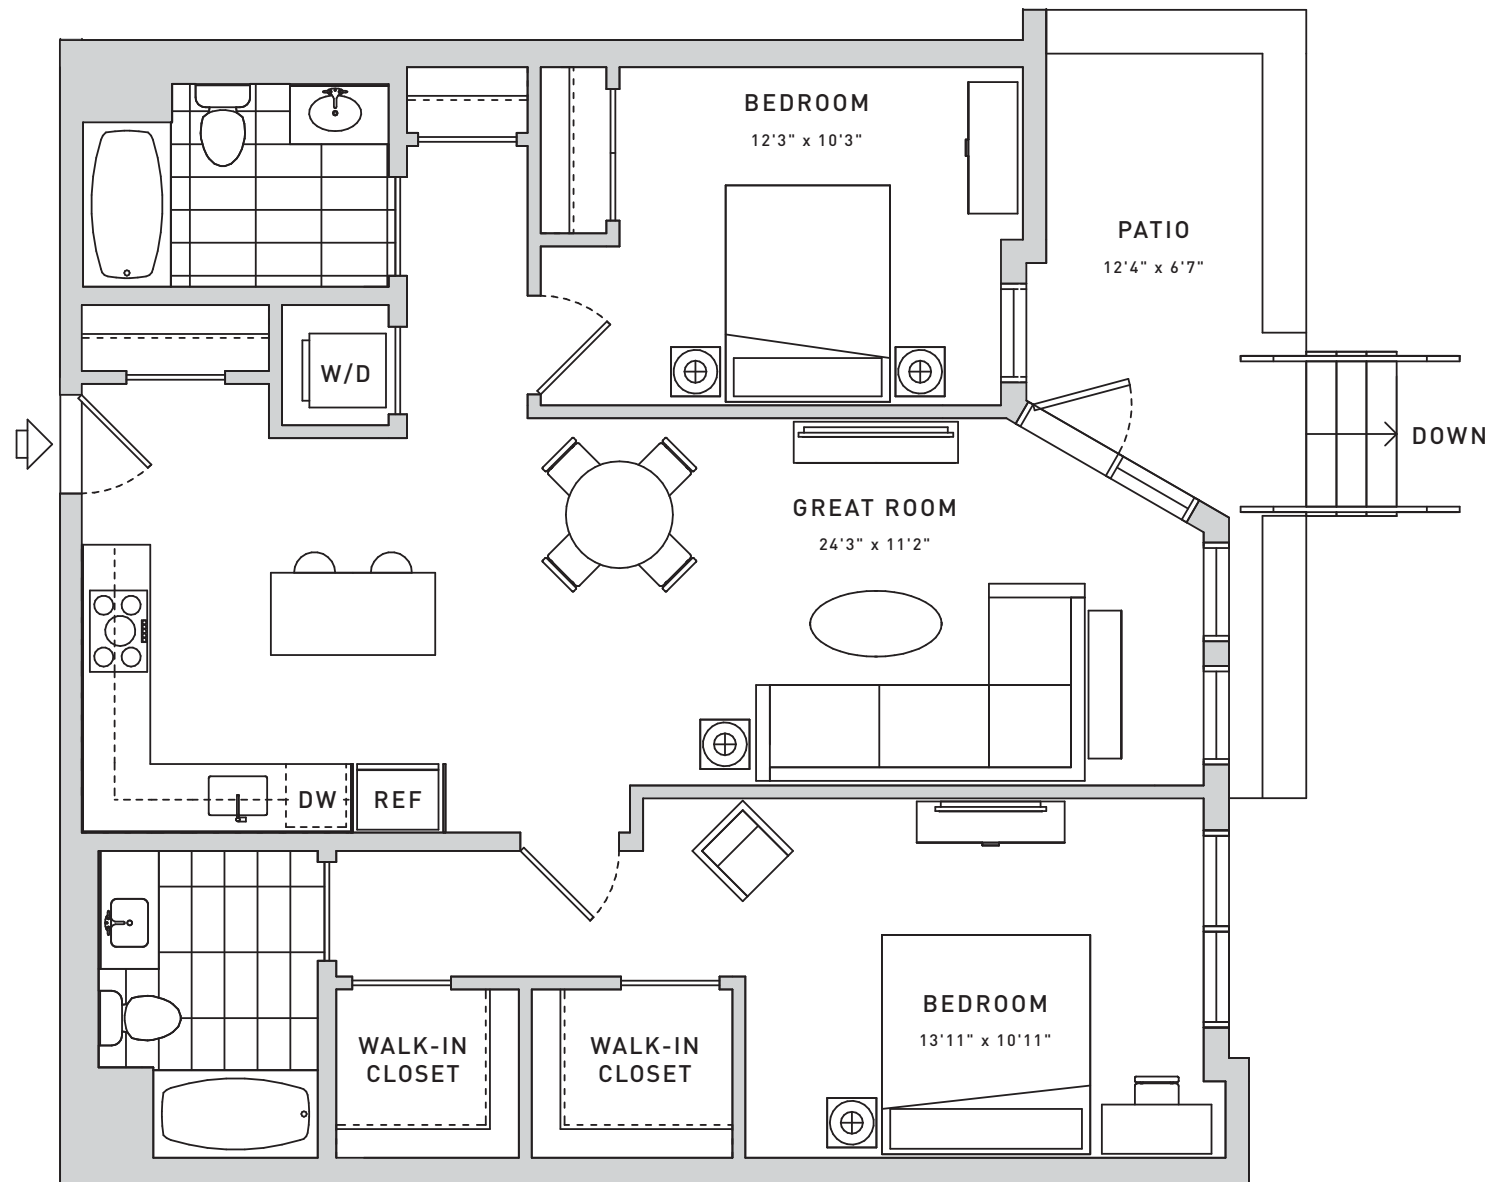 BEDROOM
12'3" x 10'3"
PATIO
12'4" x 6'7"
W/D
DOWN
GREAT ROOM
24'3" x 11'2"
DW
REF
BEDROOM
13'11" x 10'11"
WALK-IN
CLOSET
WALK-IN
CLOSET